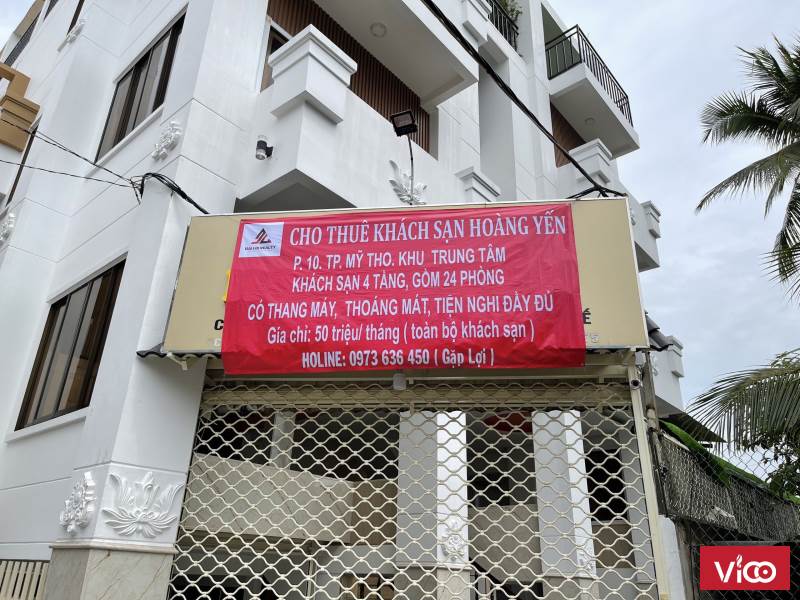 CHO THUÊ KHÁCH SẠN HOÀNG YẾN
P. 10. TP. MỸ THO. KHU TRUNG TÂM
KHÁCH SẠN 4 TẦNG, GỒM 24 PHÒNG
CÓ THANG MÁY, THOÁNG MÁT, TIỆN NGHI ĐẦY ĐỦ
Gía chỉ: 50 triệu/ tháng ( toàn bộ khách sạn )
HOLINE: 0973 636 450 ( Gặp Lợi )
VICO